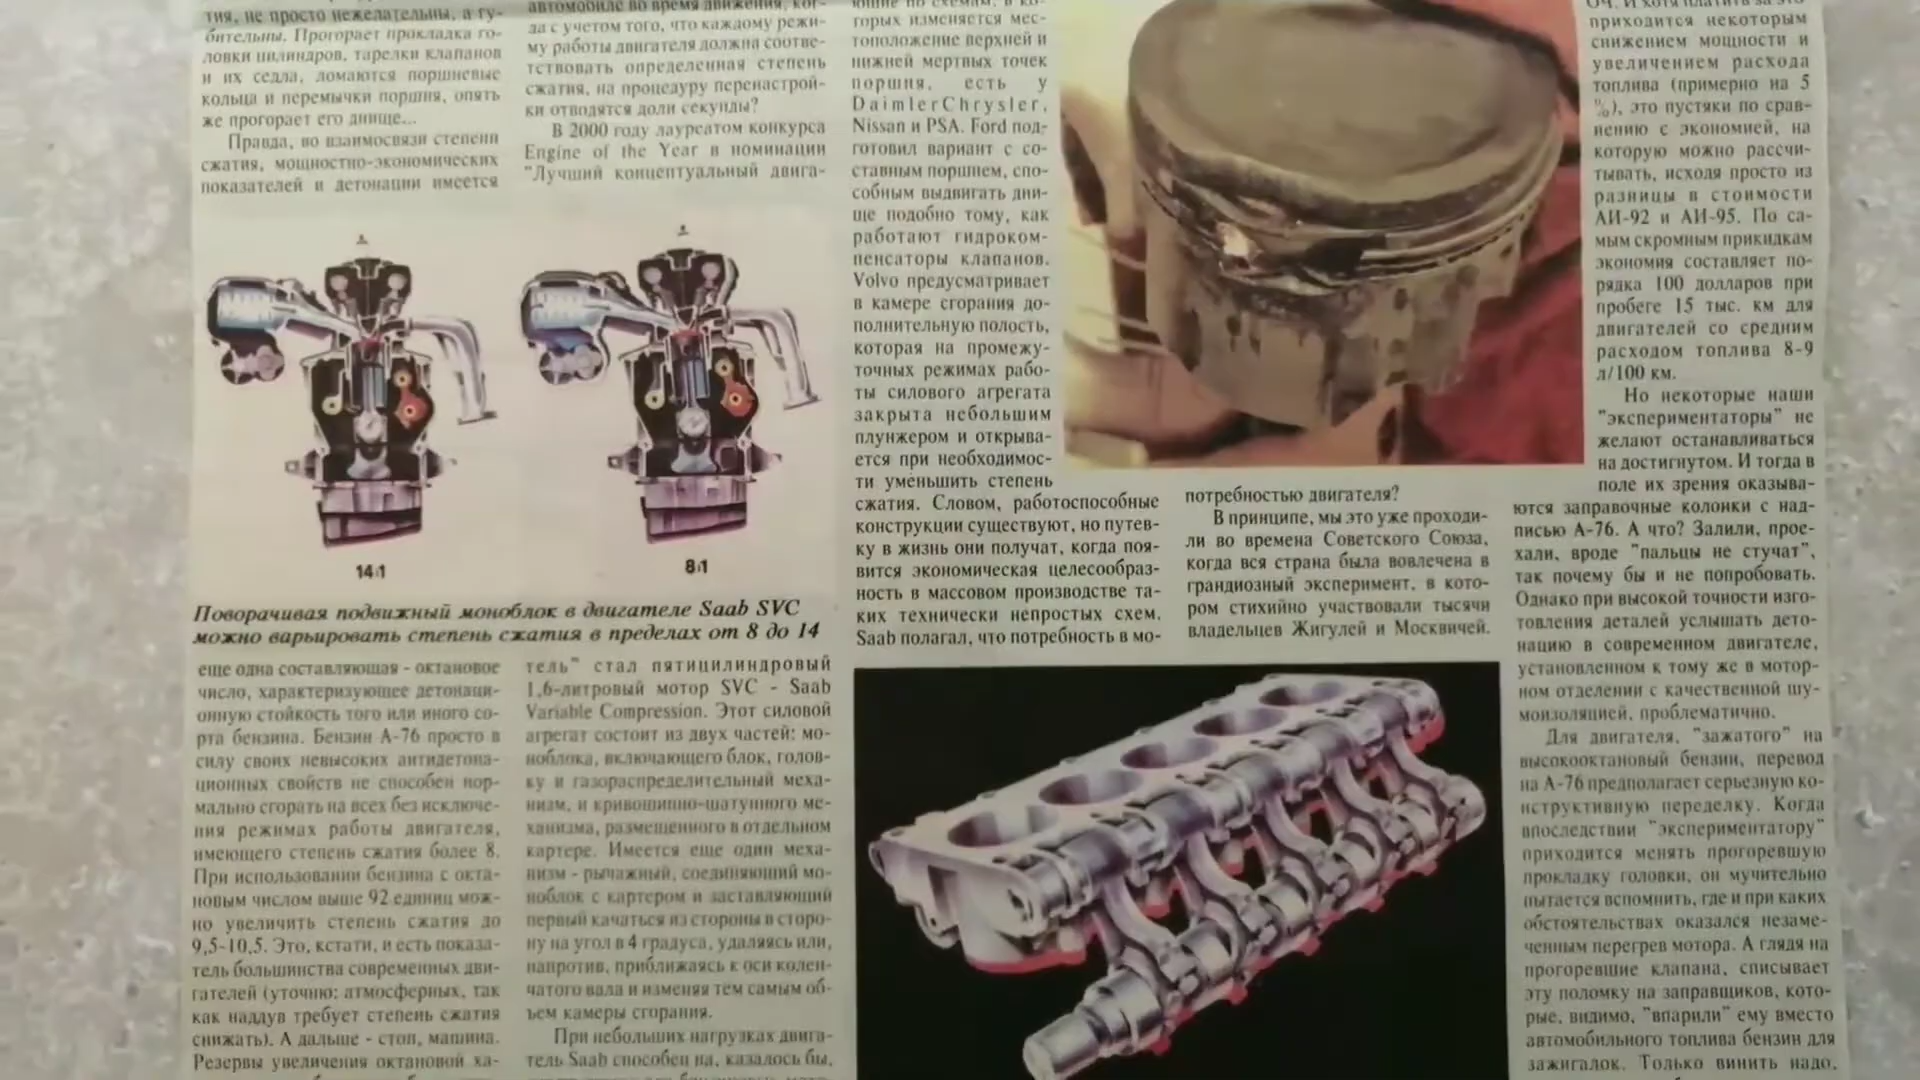 тия, не просто нежелательны, а гу-
бительны. Прогорает прокладка го-
ловки цилиндров, тарелки клапанов
и их седла, ломаются поршневые
кольца и перемычки поршня, опять
же прогорает его днище...
Правда, во взаимосвязи степени
сжатия, мощностно-экономических
показателей и детонации имеется
14:1
8:1
Поворачивая подвижный моноблок в двигателе Saab SVC
можно варьировать степень сжатия в пределах от 8 до 14
еще одна составляющая - октановое
число, характеризующее детонаци-
онную стойкость того или иного со-
рта бензина. Бензин А-76 просто в
силу своих невысоких антидетона-
ционных свойств не способен нор-
мально сгорать на всех без исключе-
ния режимах работы двигателя,
имеющего степень сжатия более 8.
При использовании бензина с окта-
новым числом выше 92 единиц мож-
но увеличить степень сжатия до
9,5-10,5. Это, кстати, и есть показа-
тель большинства современных дви-
гателей (уточню: атмосферных, так
как наддув требует степень сжатия
снижать). А дальше - стоп, машина.
Резервы увеличения октановой ха-
автомобиле во время движения, ког-
да с учетом того, что каждому режи-
му работы двигателя должна соотве-
тствовать определенная степень
сжатия, на процедуру перенастрой-
ки отводятся доли секунды?
В 2000 году лауреатом конкурса
Engine of the Year в номинации
"Лучший концептуальный двига-
тель" стал пятицилиндровый
1,6-литровый мотор SVC - Saab
Variable Compression. Этот силовой
агрегат состоит из двух частей: мо-
ноблока, включающего блок, голов-
ку и газораспределительный меха-
низм, и кривошипно-шатунного ме-
ханизма, размещенного в отдельном
картере. Имеется еще один меха-
низм - рычажный, соединяющий мо-
ноблок с картером и заставляющий
первый качаться из стороны в сторо-
ну на угол в 4 градуса, удаляясь или,
напротив, приближаясь к оси колен-
чатого вала и изменяя тем самым об-
ъем камеры сгорания.
При небольших нагрузках двига-
тель Saab способен на, казалось бы,
ющие по схемам, в ко-
торых изменяется мес-
тоположение верхней и
нижней мертвых точек
поршня, есть у
DaimlerChrysler,
Nissan и PSA. Ford под-
готовил вариант с со-
ставным поршнем, спо-
собным выдвигать дни-
ще подобно тому, как
работают гидроком-
пенсаторы клапанов.
Volvo предусматривает
в камере сгорания до-
полнительную полость,
которая на промежу-
точных режимах рабо-
ты силового агрегата
закрыта небольшим
плунжером и открыва-
ется при необходимос-
ти уменьшить степень
сжатия. Словом, работоспособные
конструкции существуют, но путев-
ку в жизнь они получат, когда поя-
вится экономическая целесообраз-
ность в массовом производстве та-
ких технически непростых схем.
Saab полагал, что потребность в мо-
потребностью двигателя?
В принципе, мы это уже проходи-
ли во времена Советского Союза,
когда вся страна была вовлечена в
грандиозный эксперимент, в кото-
ром стихийно участвовали тысячи
владельцев Жигулей и Москвичей.
ОЧ. И хотя платить за это
приходится некоторым
снижением мощности и
увеличением расхода
топлива (примерно на 5
%), это пустяки по срав-
нению с экономией, на
которую можно рассчи-
тывать, исходя просто из
разницы в стоимости
АИ-92 и АИ-95. По са-
мым скромным прикидкам
экономия составляет по-
рядка 100 долларов при
пробеге 15 тыс. км для
двигателей со средним
расходом топлива 8-9
л/100 км.
Но некоторые наши
"экспериментаторы" не
желают останавливаться
на достигнутом. И тогда в
поле их зрения оказыва-
ются заправочные колонки с над-
писью А-76. А что? Залили, прое-
хали, вроде "пальцы не стучат",
так почему бы и не попробовать.
Однако при высокой точности изго-
товления деталей услышать дето-
нацию в современном двигателе,
установленном к тому же в мотор-
ном отделении с качественной шу-
моизоляцией, проблематично.
Для двигателя, "зажатого" на
высокооктановый бензин, перевод
на А-76 предполагает серьезную ко-
нструктивную переделку. Когда
впоследствии "экспериментатору"
приходится менять прогоревшую
прокладку головки, он мучительно
пытается вспомнить, где и при каких
обстоятельствах оказался незаме-
ченным перегрев мотора. А глядя на
прогоревшие клапана, списывает
эту поломку на заправщиков, кото-
рые, видимо, "впарили" ему вместо
автомобильного топлива бензин для
зажигалок. Только винить надо,